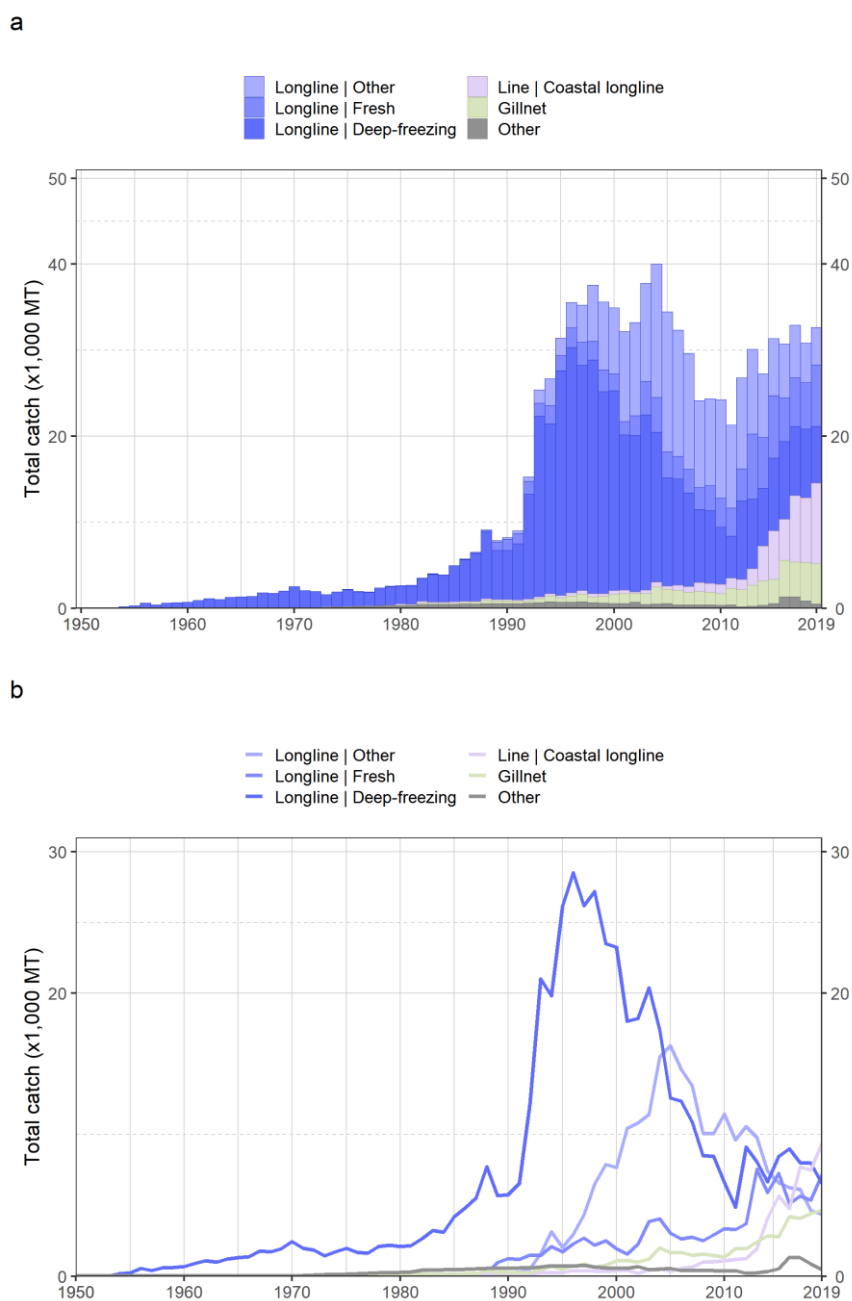 a
Longline | Other Line | Coastal longline
Longline | Fresh Gillnet
Longline | Deep-freezing Other
50 50
40 40
20 20
0 0
Total catch (x1,000 MT)
1950 1960 1970 1980 1990 2000 2010 2019
b
Longline | Other Line | Coastal longline
Longline | Fresh Gillnet
Longline | Deep-freezing Other
30 30
20 20
0 0
Total catch (x1,000 MT)
1950 1960 1970 1980 1990 2000 2010 2019